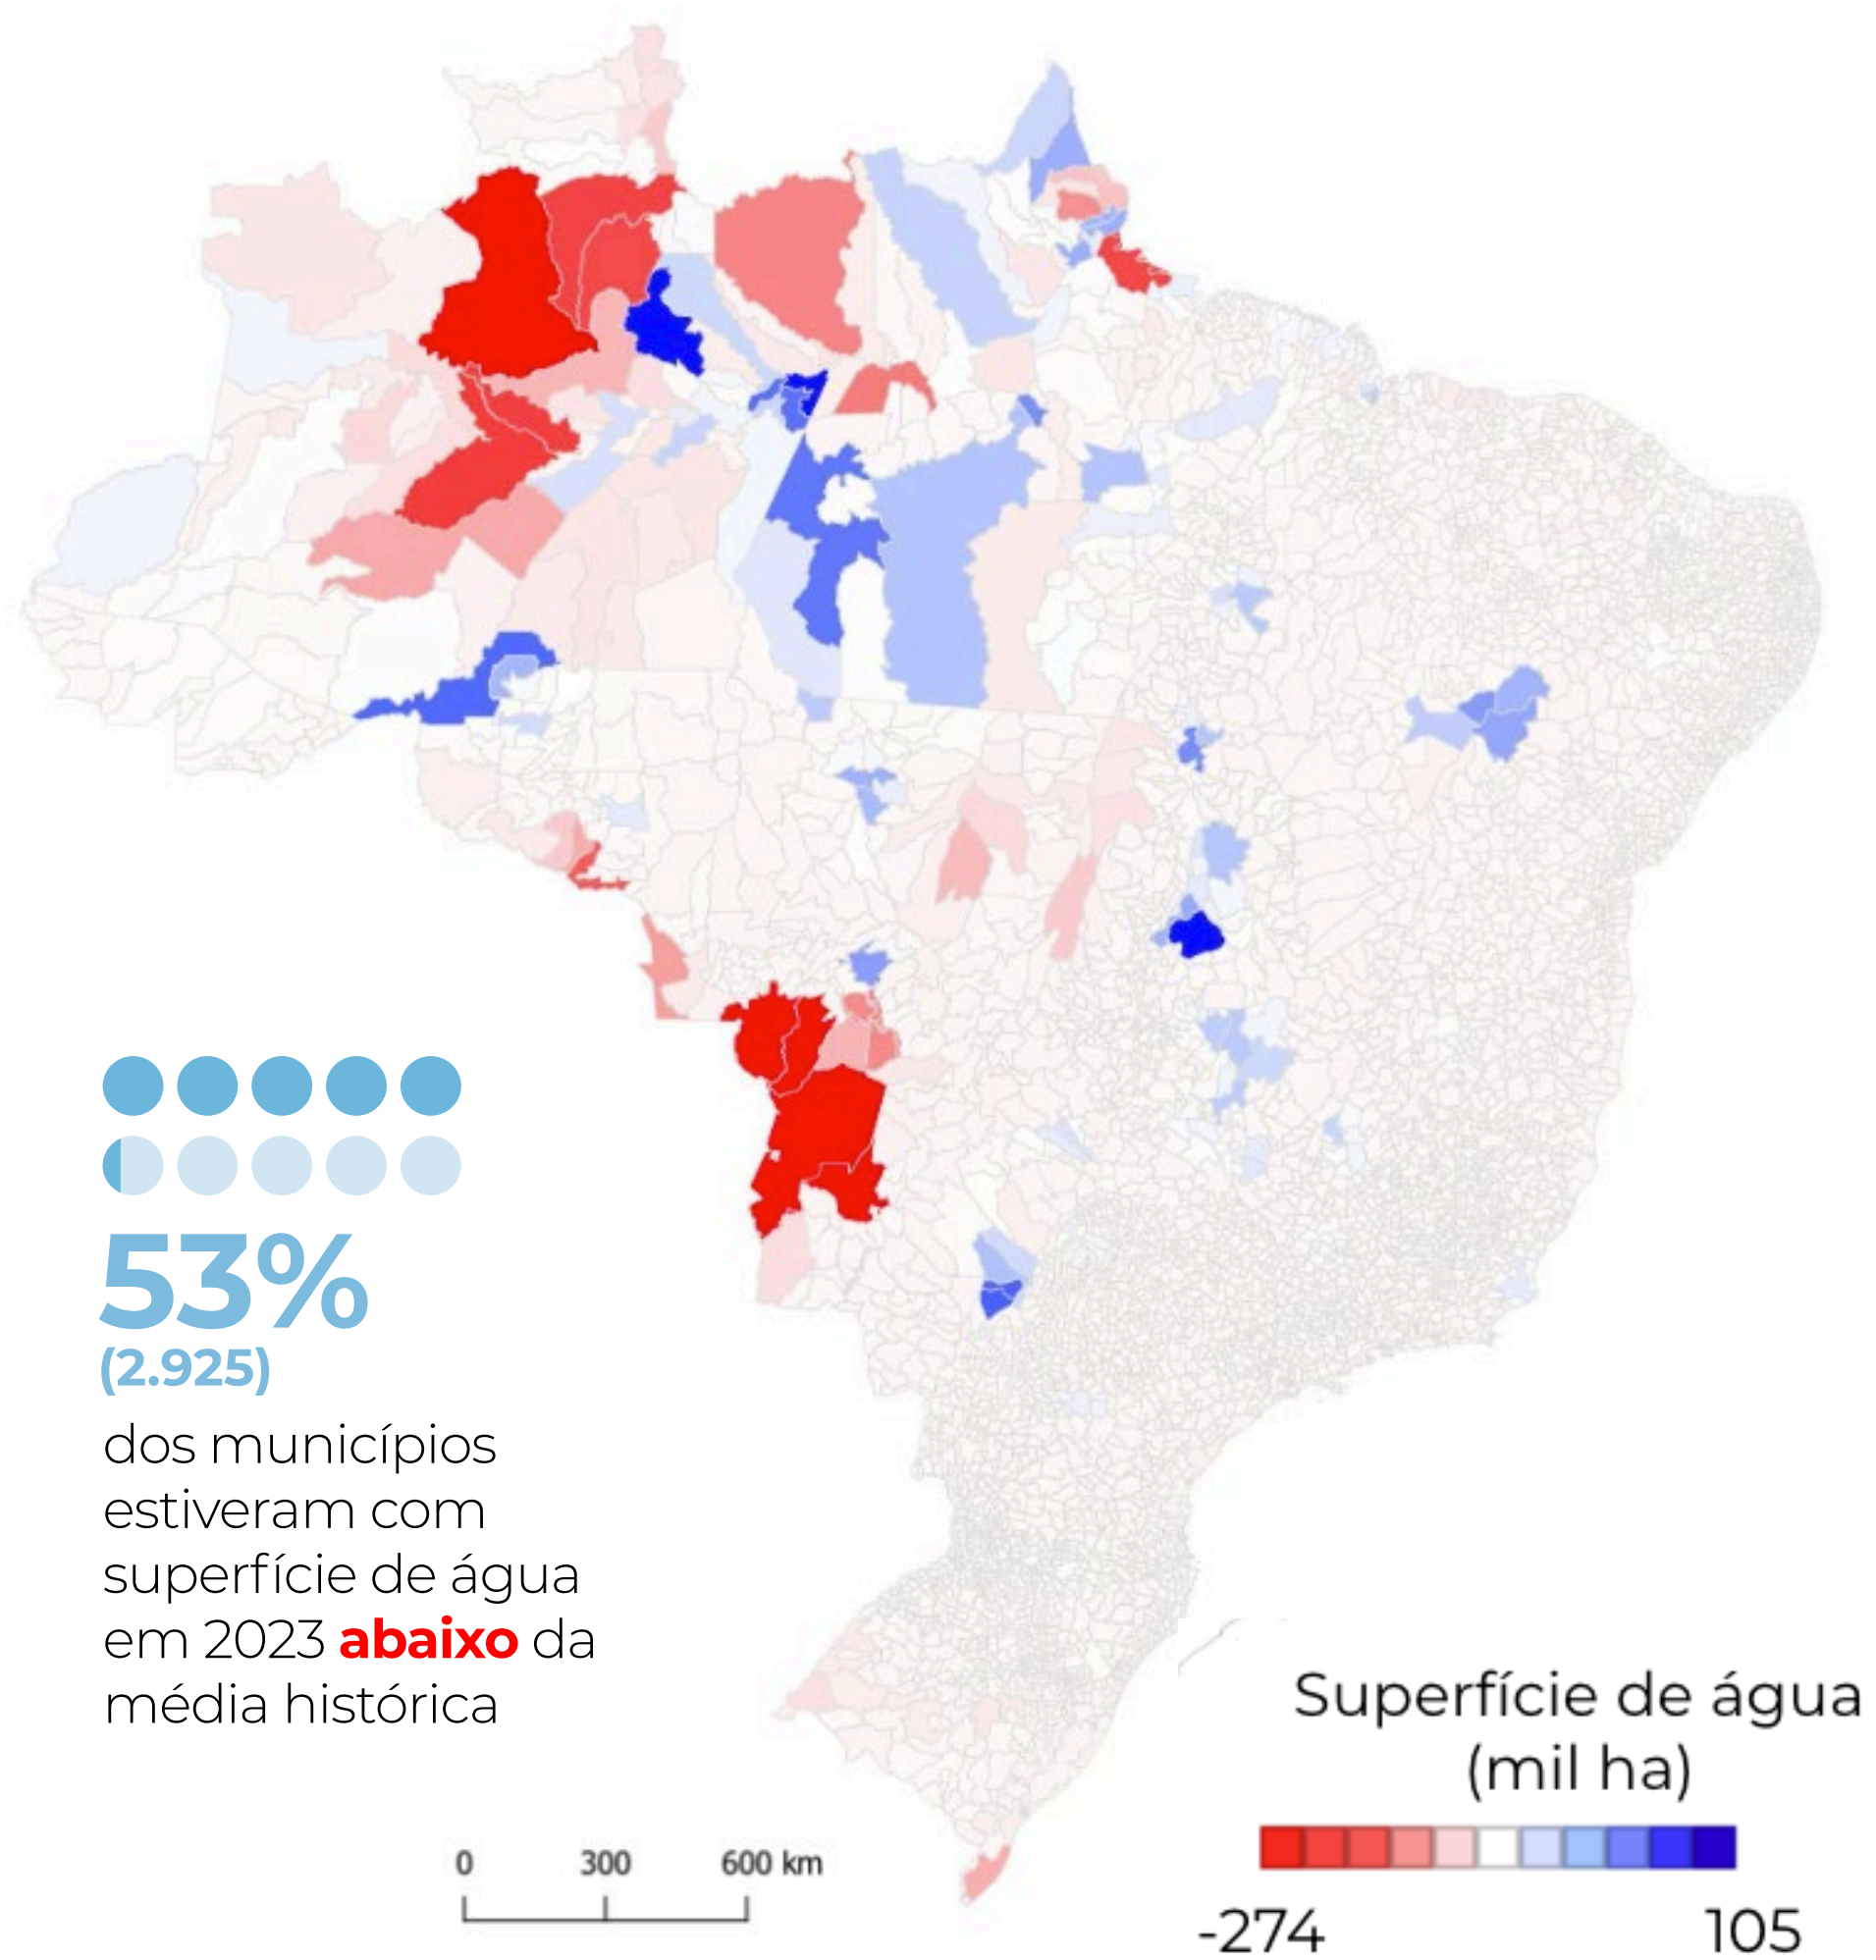 53%
(2.925)
dos municípios
estiveram com
superfície de água
em 2023 abaixo da
média histórica
0 300 600 km
Superfície de água
(mil ha)
-274 105